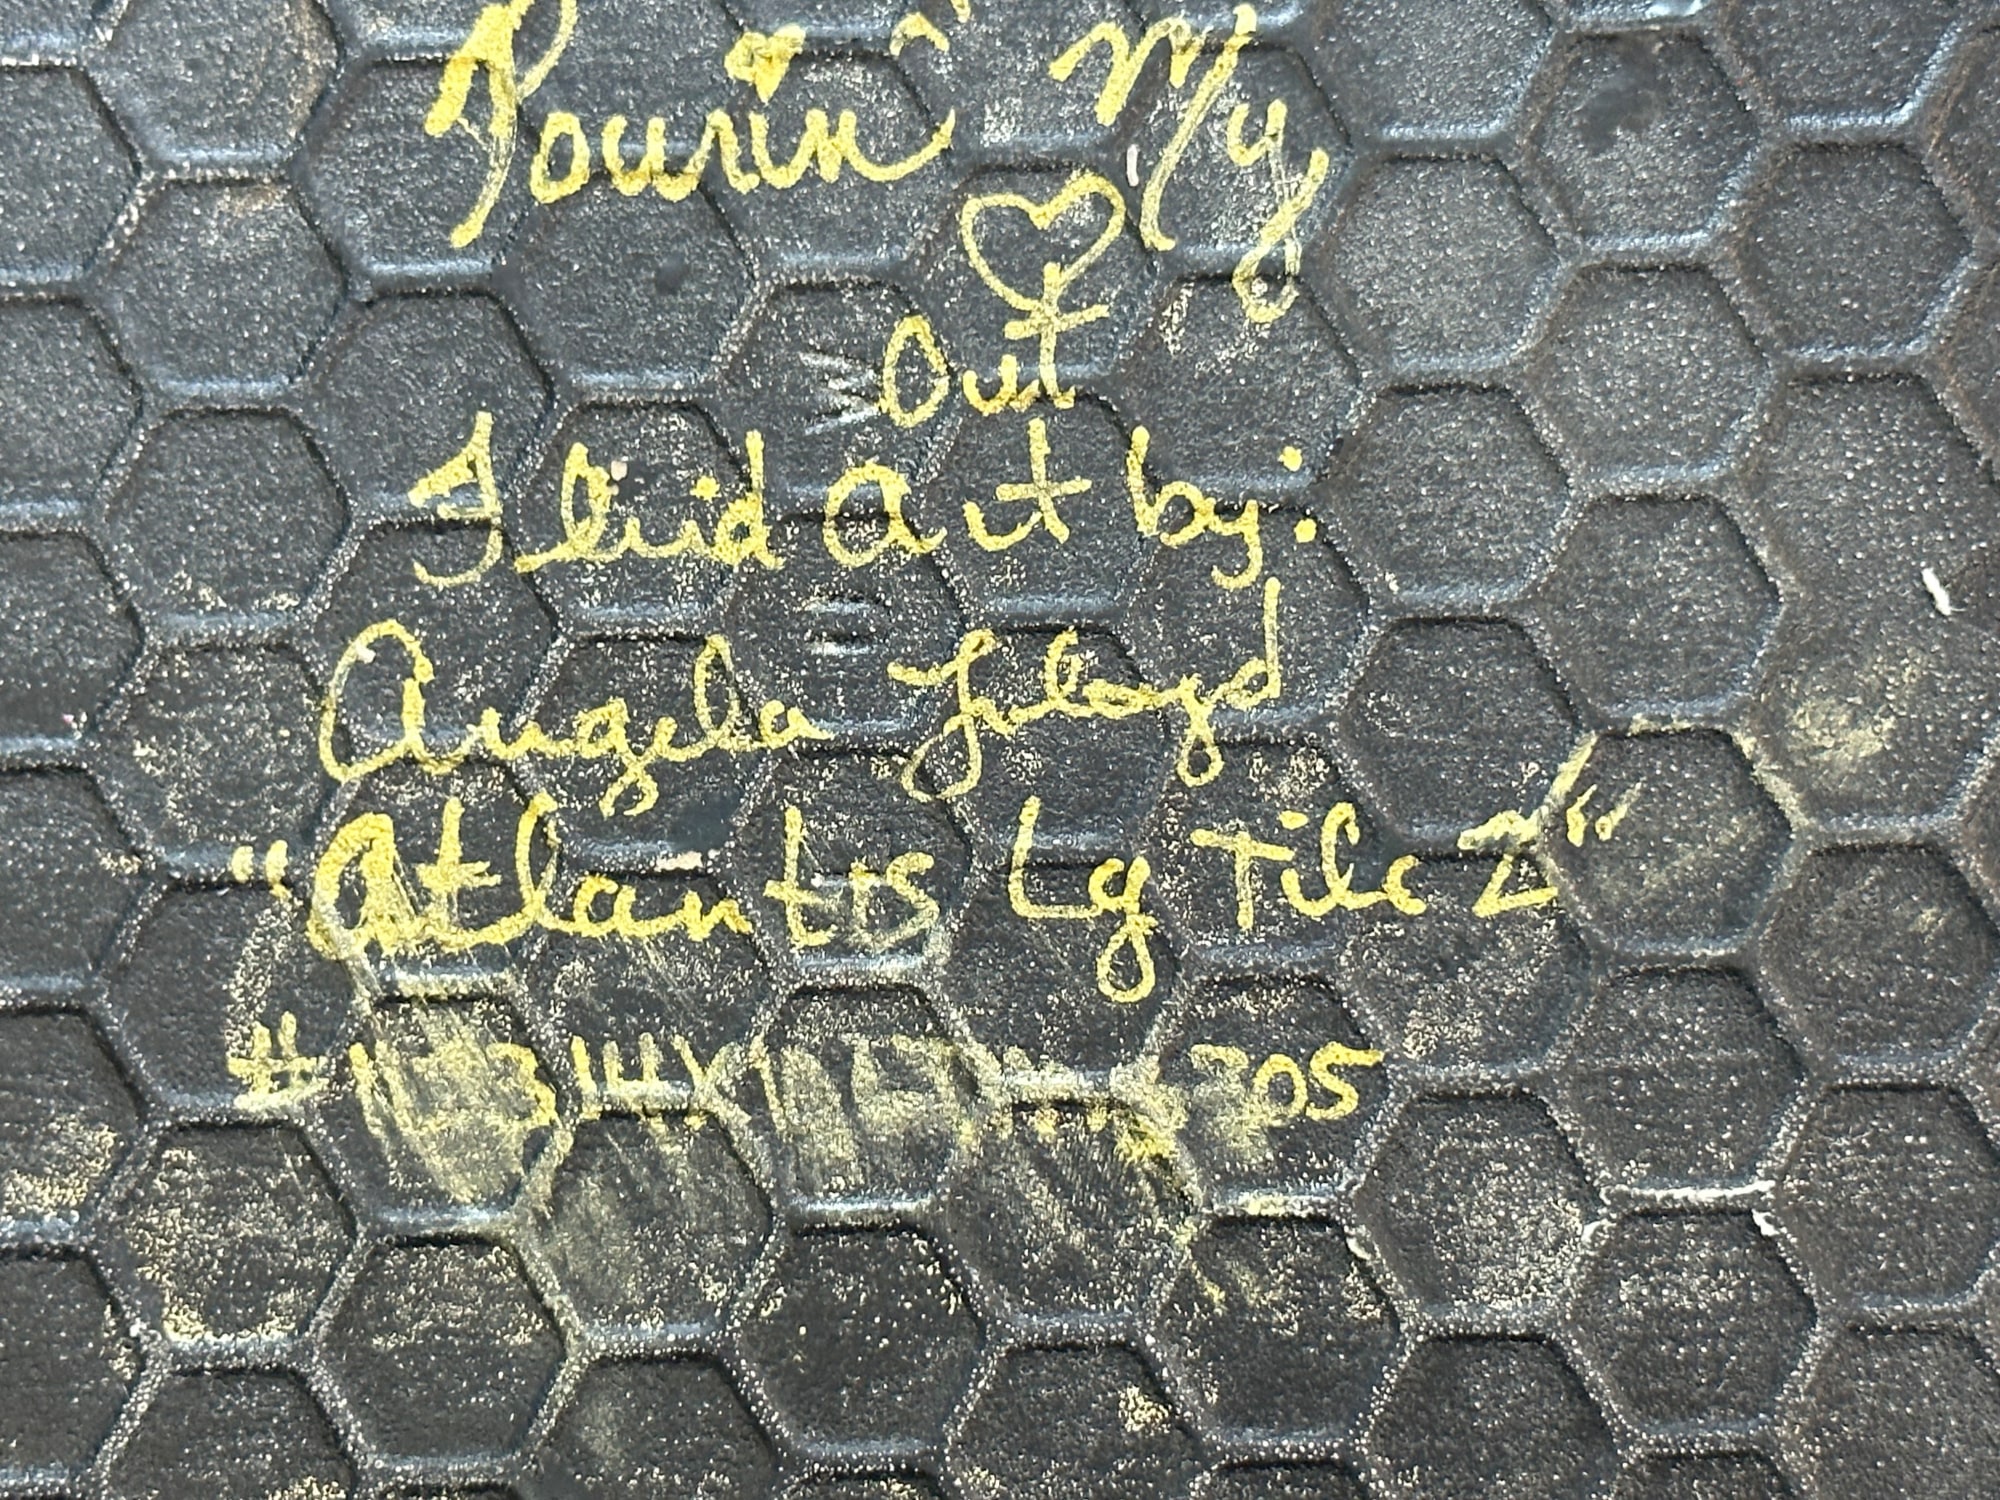 Pourin' My
♡
Out
Fluid Art by:
Angela Lloyd
"Atlantis Lg Tile 2"